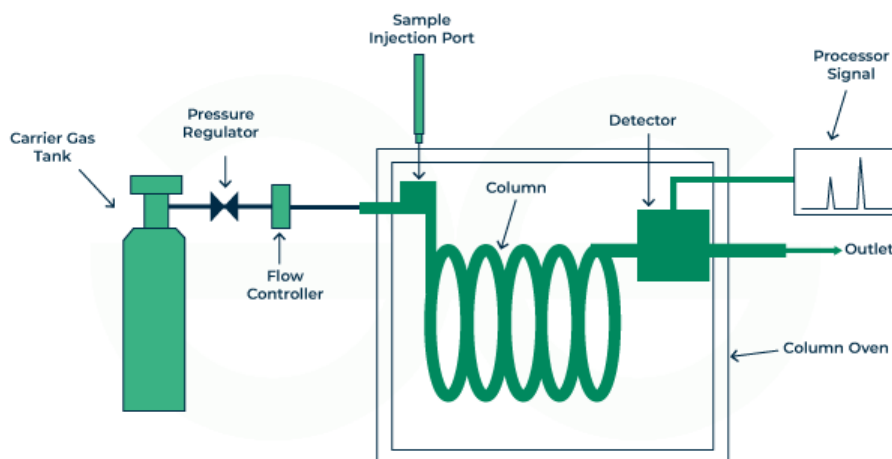 Sample
Injection Port
Processor
Signal
Pressure
Regulator
Detector
Carrier Gas
Tank
Column
Outlet
Flow
Controller
Column Oven